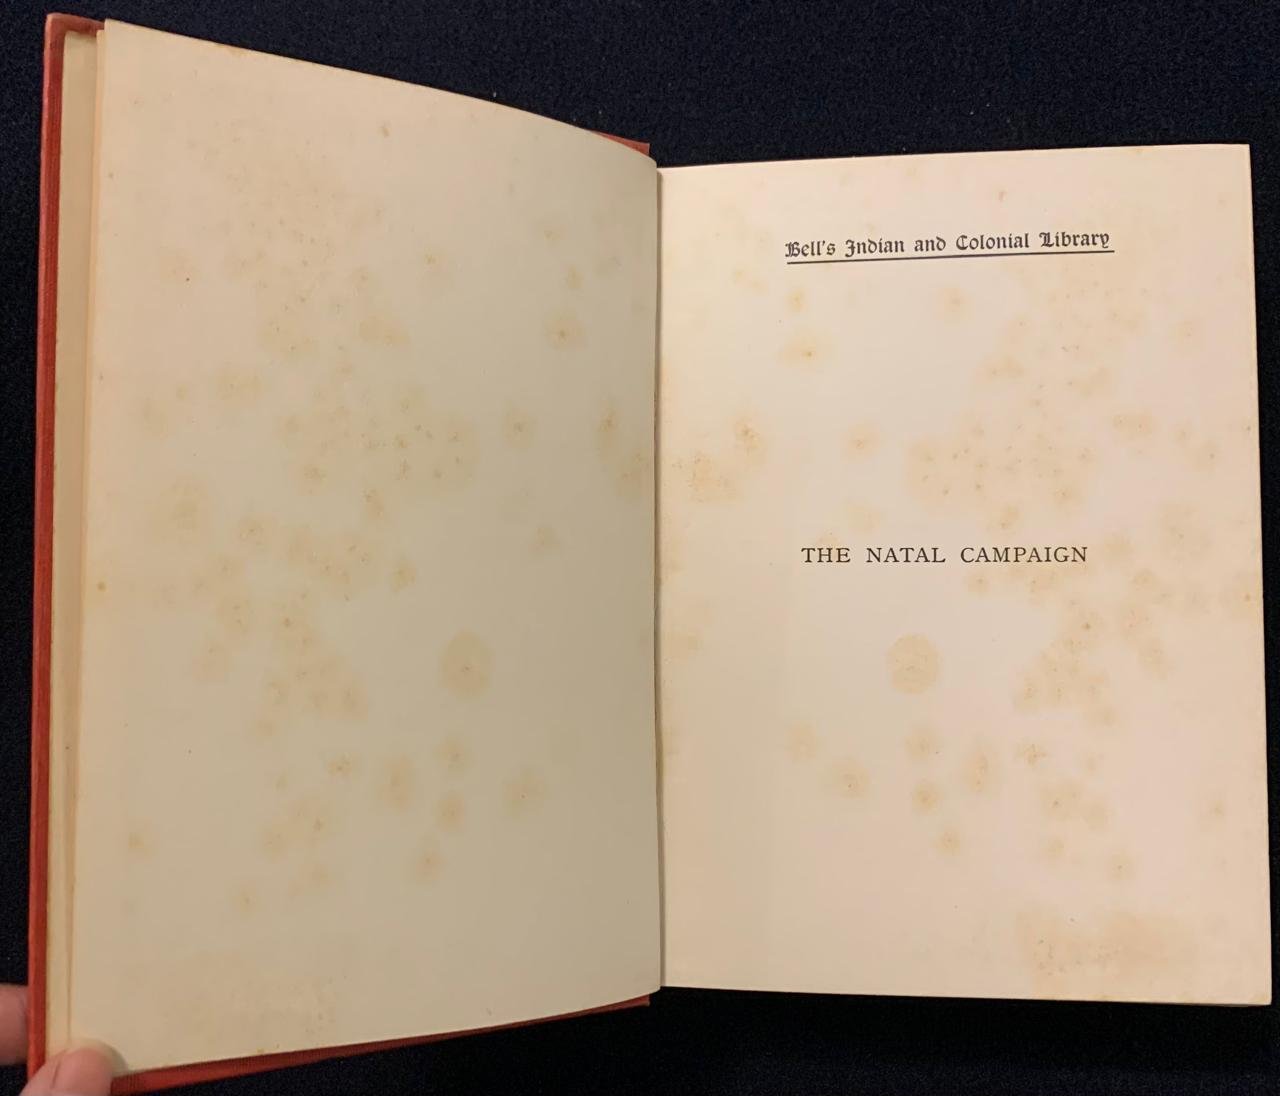 Bell's Indian and Colonial Library
THE NATAL CAMPAIGN